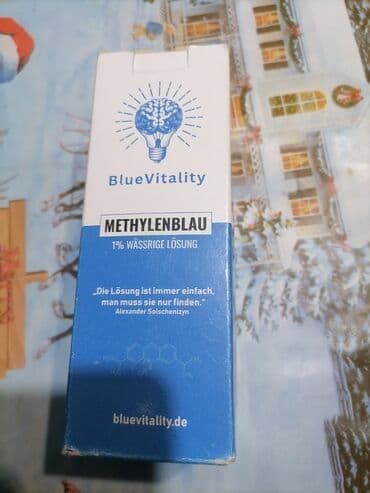 BlueVitality
METHYLENBLAU
1% WÄSSRIGE LÖSUNG
„Die Lösung ist immer einfach,
man muss sie nur finden.“
Alexander Solschenizyn
bluevitality.de